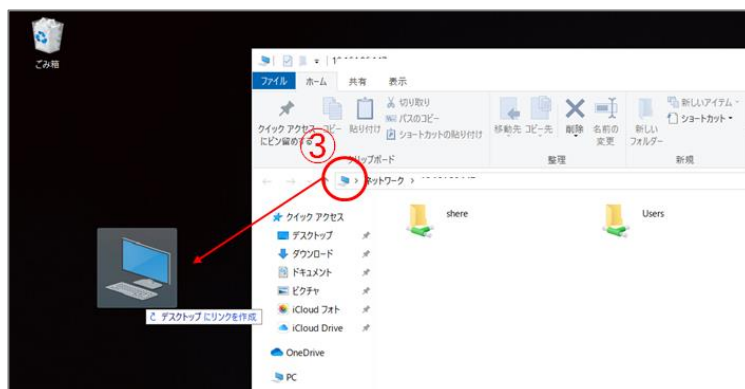 ごみ箱
ファイル ホーム 共有 表示
クイック アクセス
にピン留めする
コピー
貼り付け
切り取り
パスのコピー
ショートカットの貼り付け
移動先 コピー先 削除 名前の
変更
新しい
フォルダー
新しいアイテム
ショートカット
クリップボード 整理 新規
③
ネットワーク
クイック アクセス
デスクトップ
ダウンロード
ドキュメント
ピクチャ
iCloud フォト
iCloud Drive
OneDrive
PC
shere Users
デスクトップ にリンクを作成